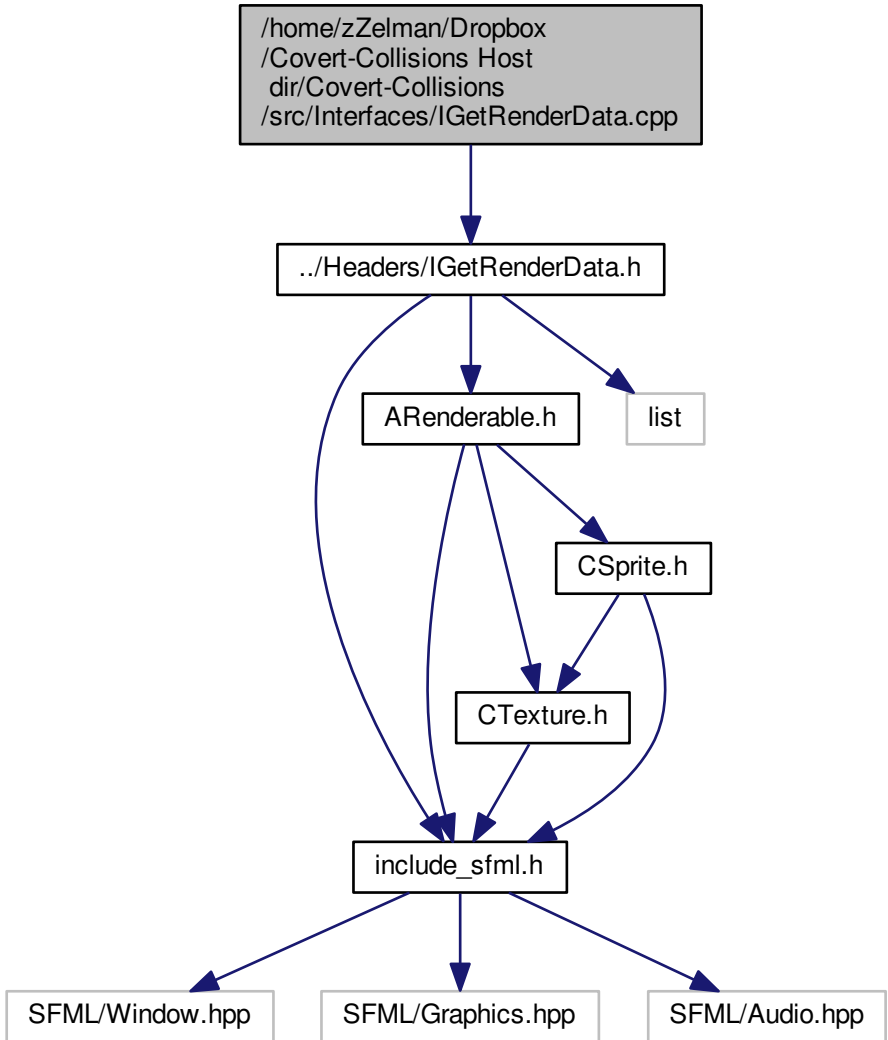 /home/zZelman/Dropbox
/Covert-Collisions Host
dir/Covert-Collisions
/src/Interfaces/IGetRenderData.cpp
../Headers/IGetRenderData.h
ARenderable.h
list
CSprite.h
CTexture.h
include_sfml.h
SFML/Window.hpp
SFML/Graphics.hpp
SFML/Audio.hpp